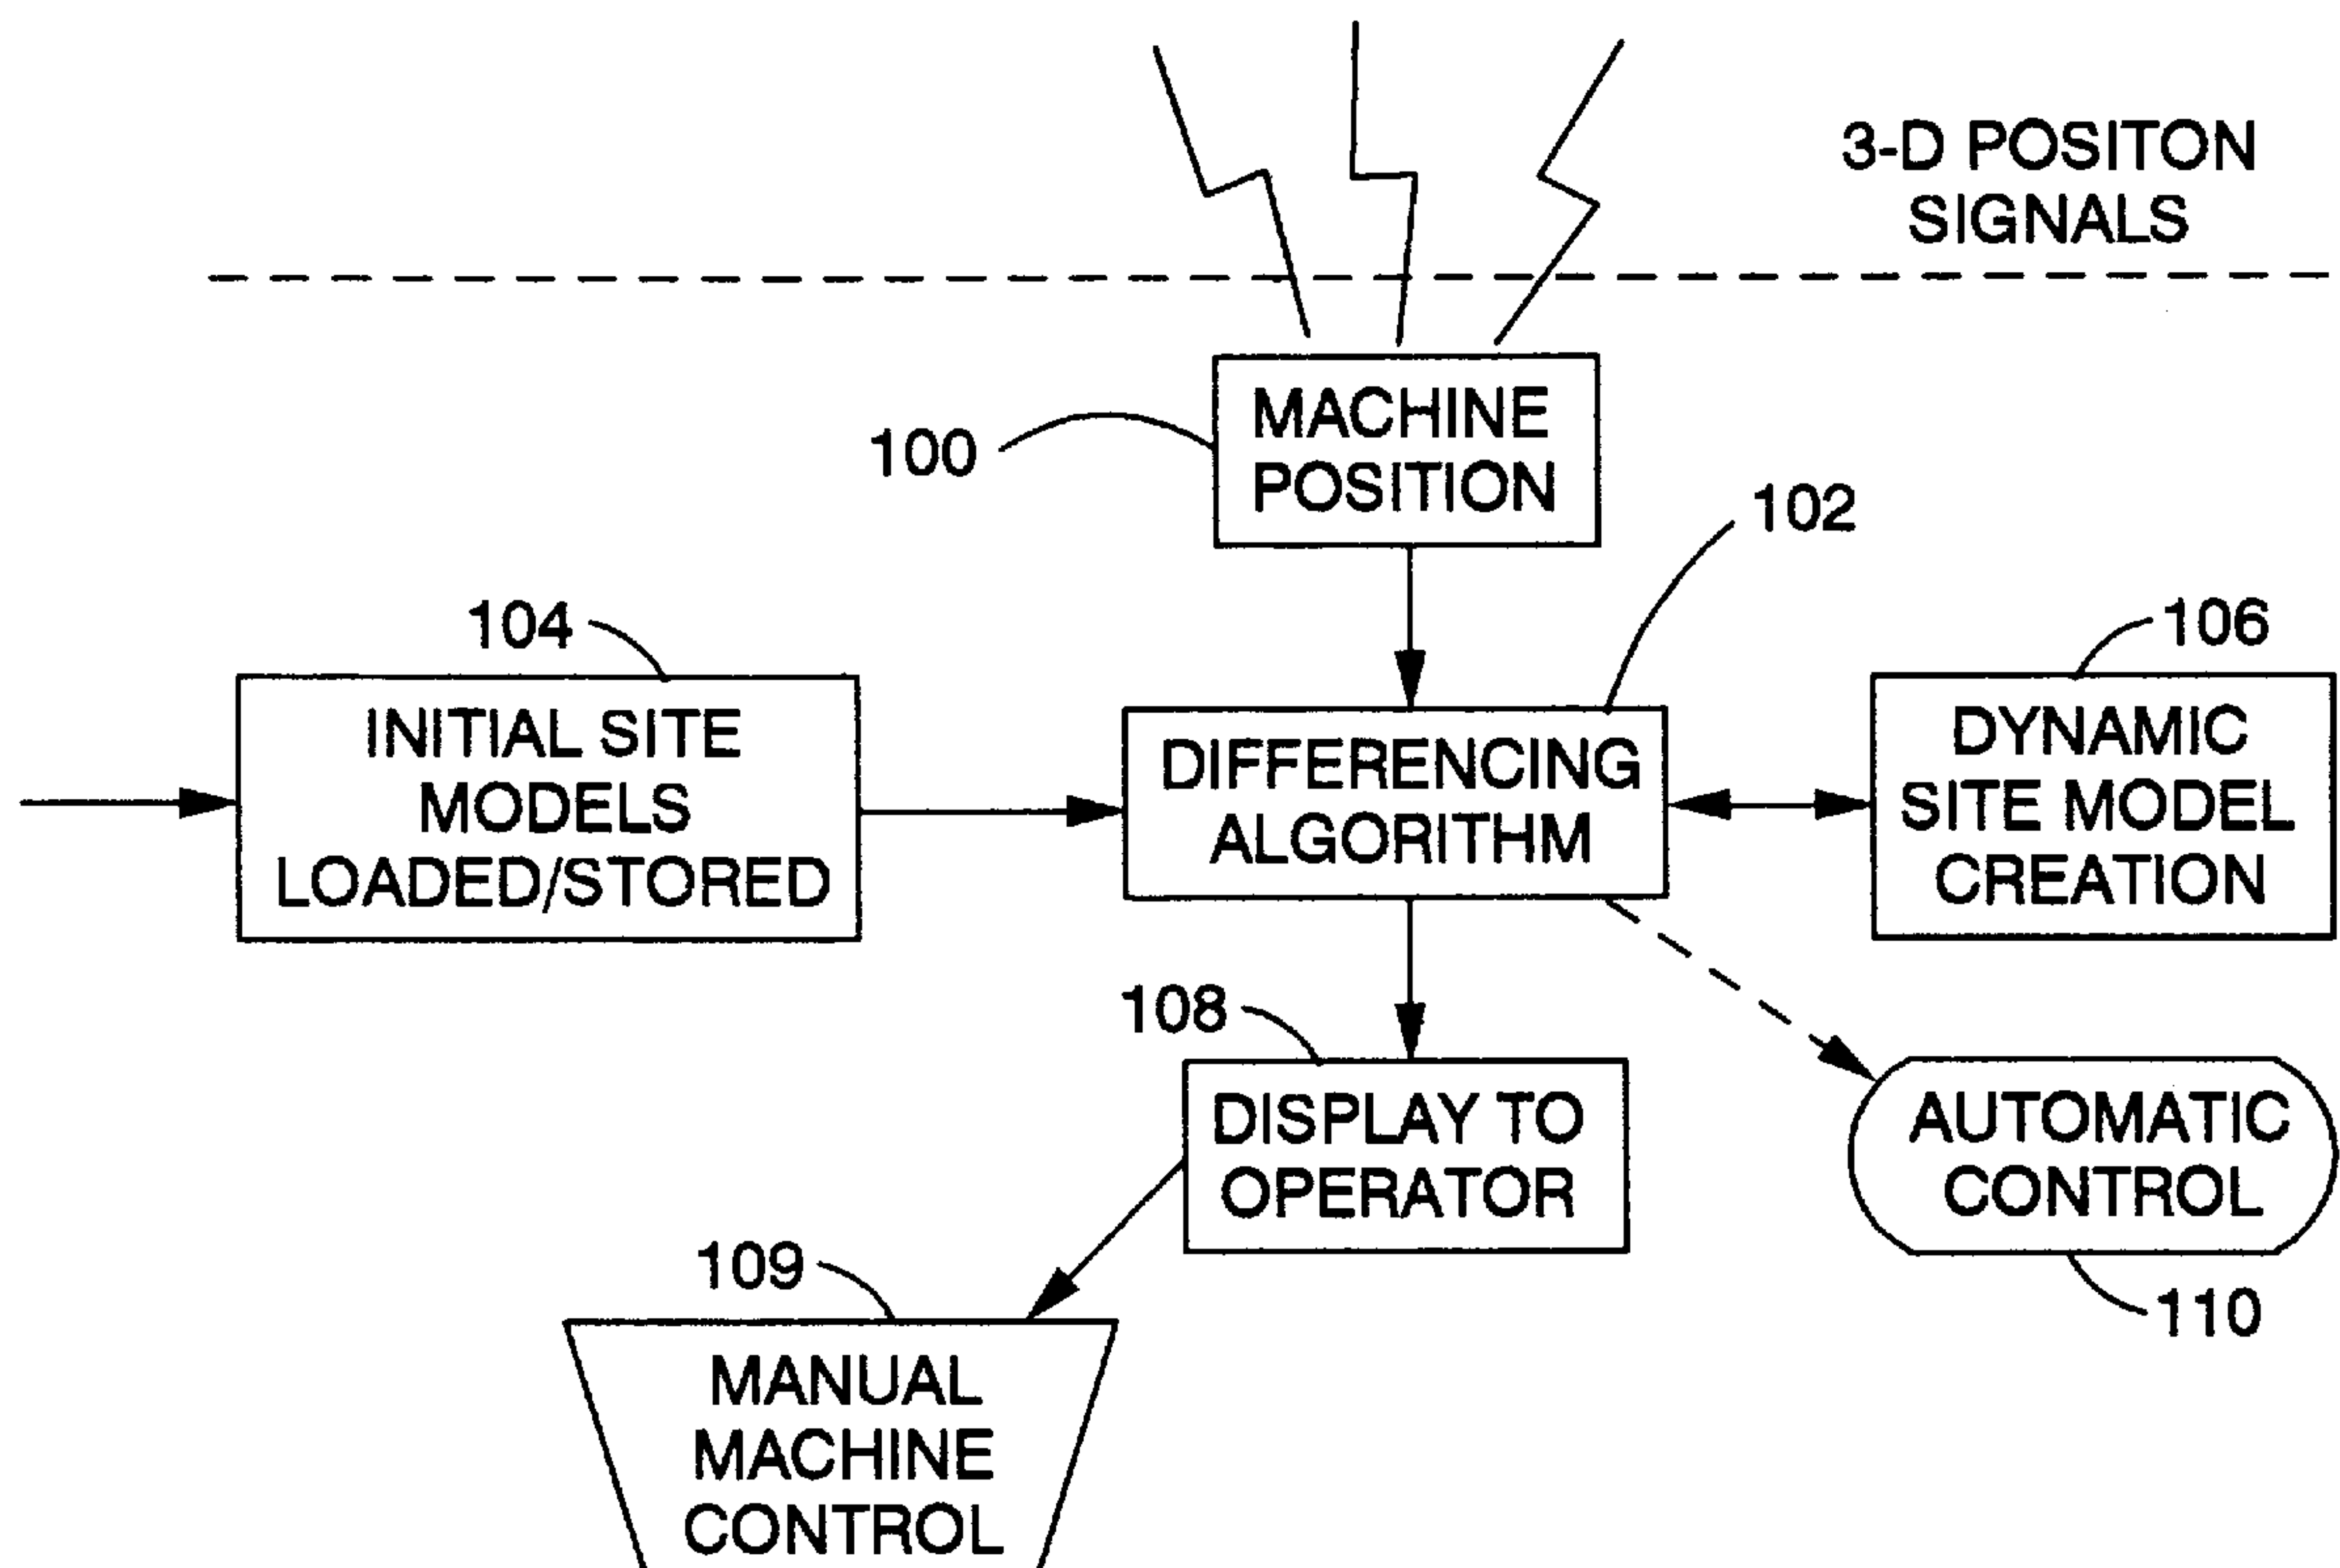 3-D POSITON
SIGNALS
MACHINE
POSITION
100
102
104
INITIAL SITE
MODELS
LOADED/STORED
DIFFERENCING
ALGORITHM
106
DYNAMIC
SITE MODEL
CREATION
108
DISPLAY TO
OPERATOR
AUTOMATIC
CONTROL
110
109
MANUAL
MACHINE
CONTROL